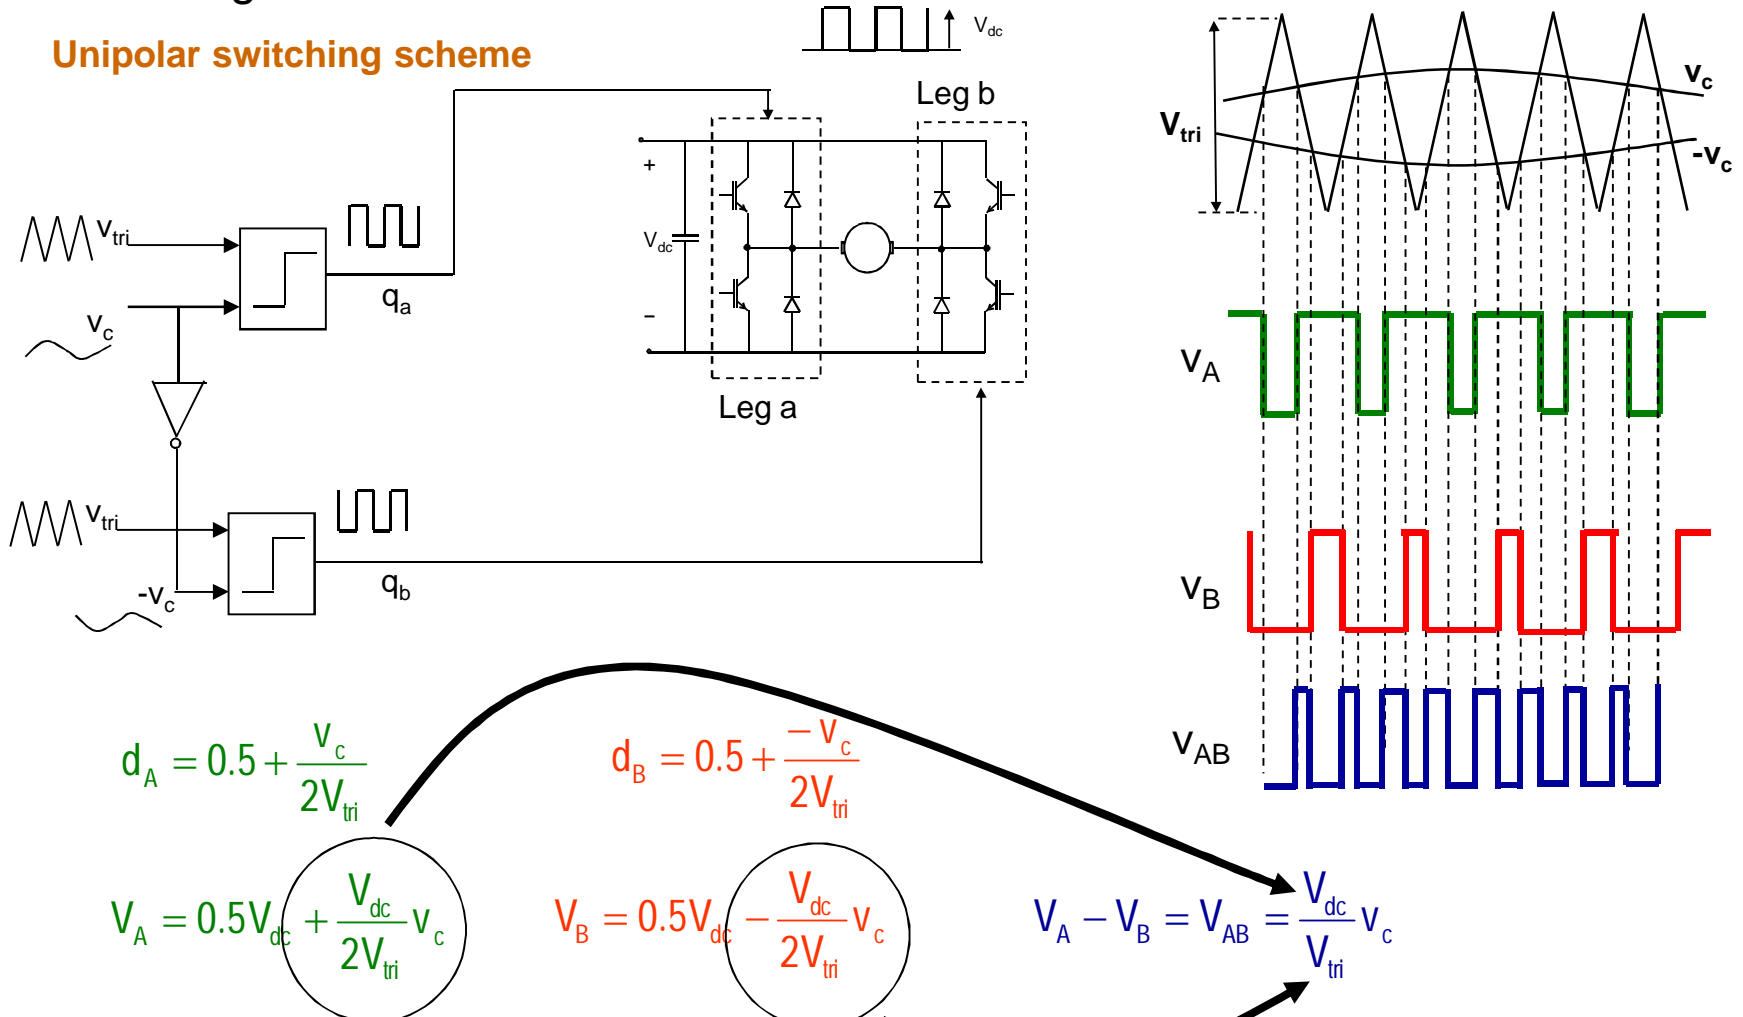 Unipolar switching scheme
Vdc
Leg b
vtri
qa
vc
+
Vdc
−
Leg a
vtri
-vc
qb
Vtri
vc
-vc
vA
vB
vAB
dA = 0.5 + vc / 2Vtri
dB = 0.5 + −vc / 2Vtri
VA = 0.5Vdc + Vdc / 2Vtri vc
VB = 0.5Vdc − Vdc / 2Vtri vc
VA − VB = VAB = Vdc / Vtri vc